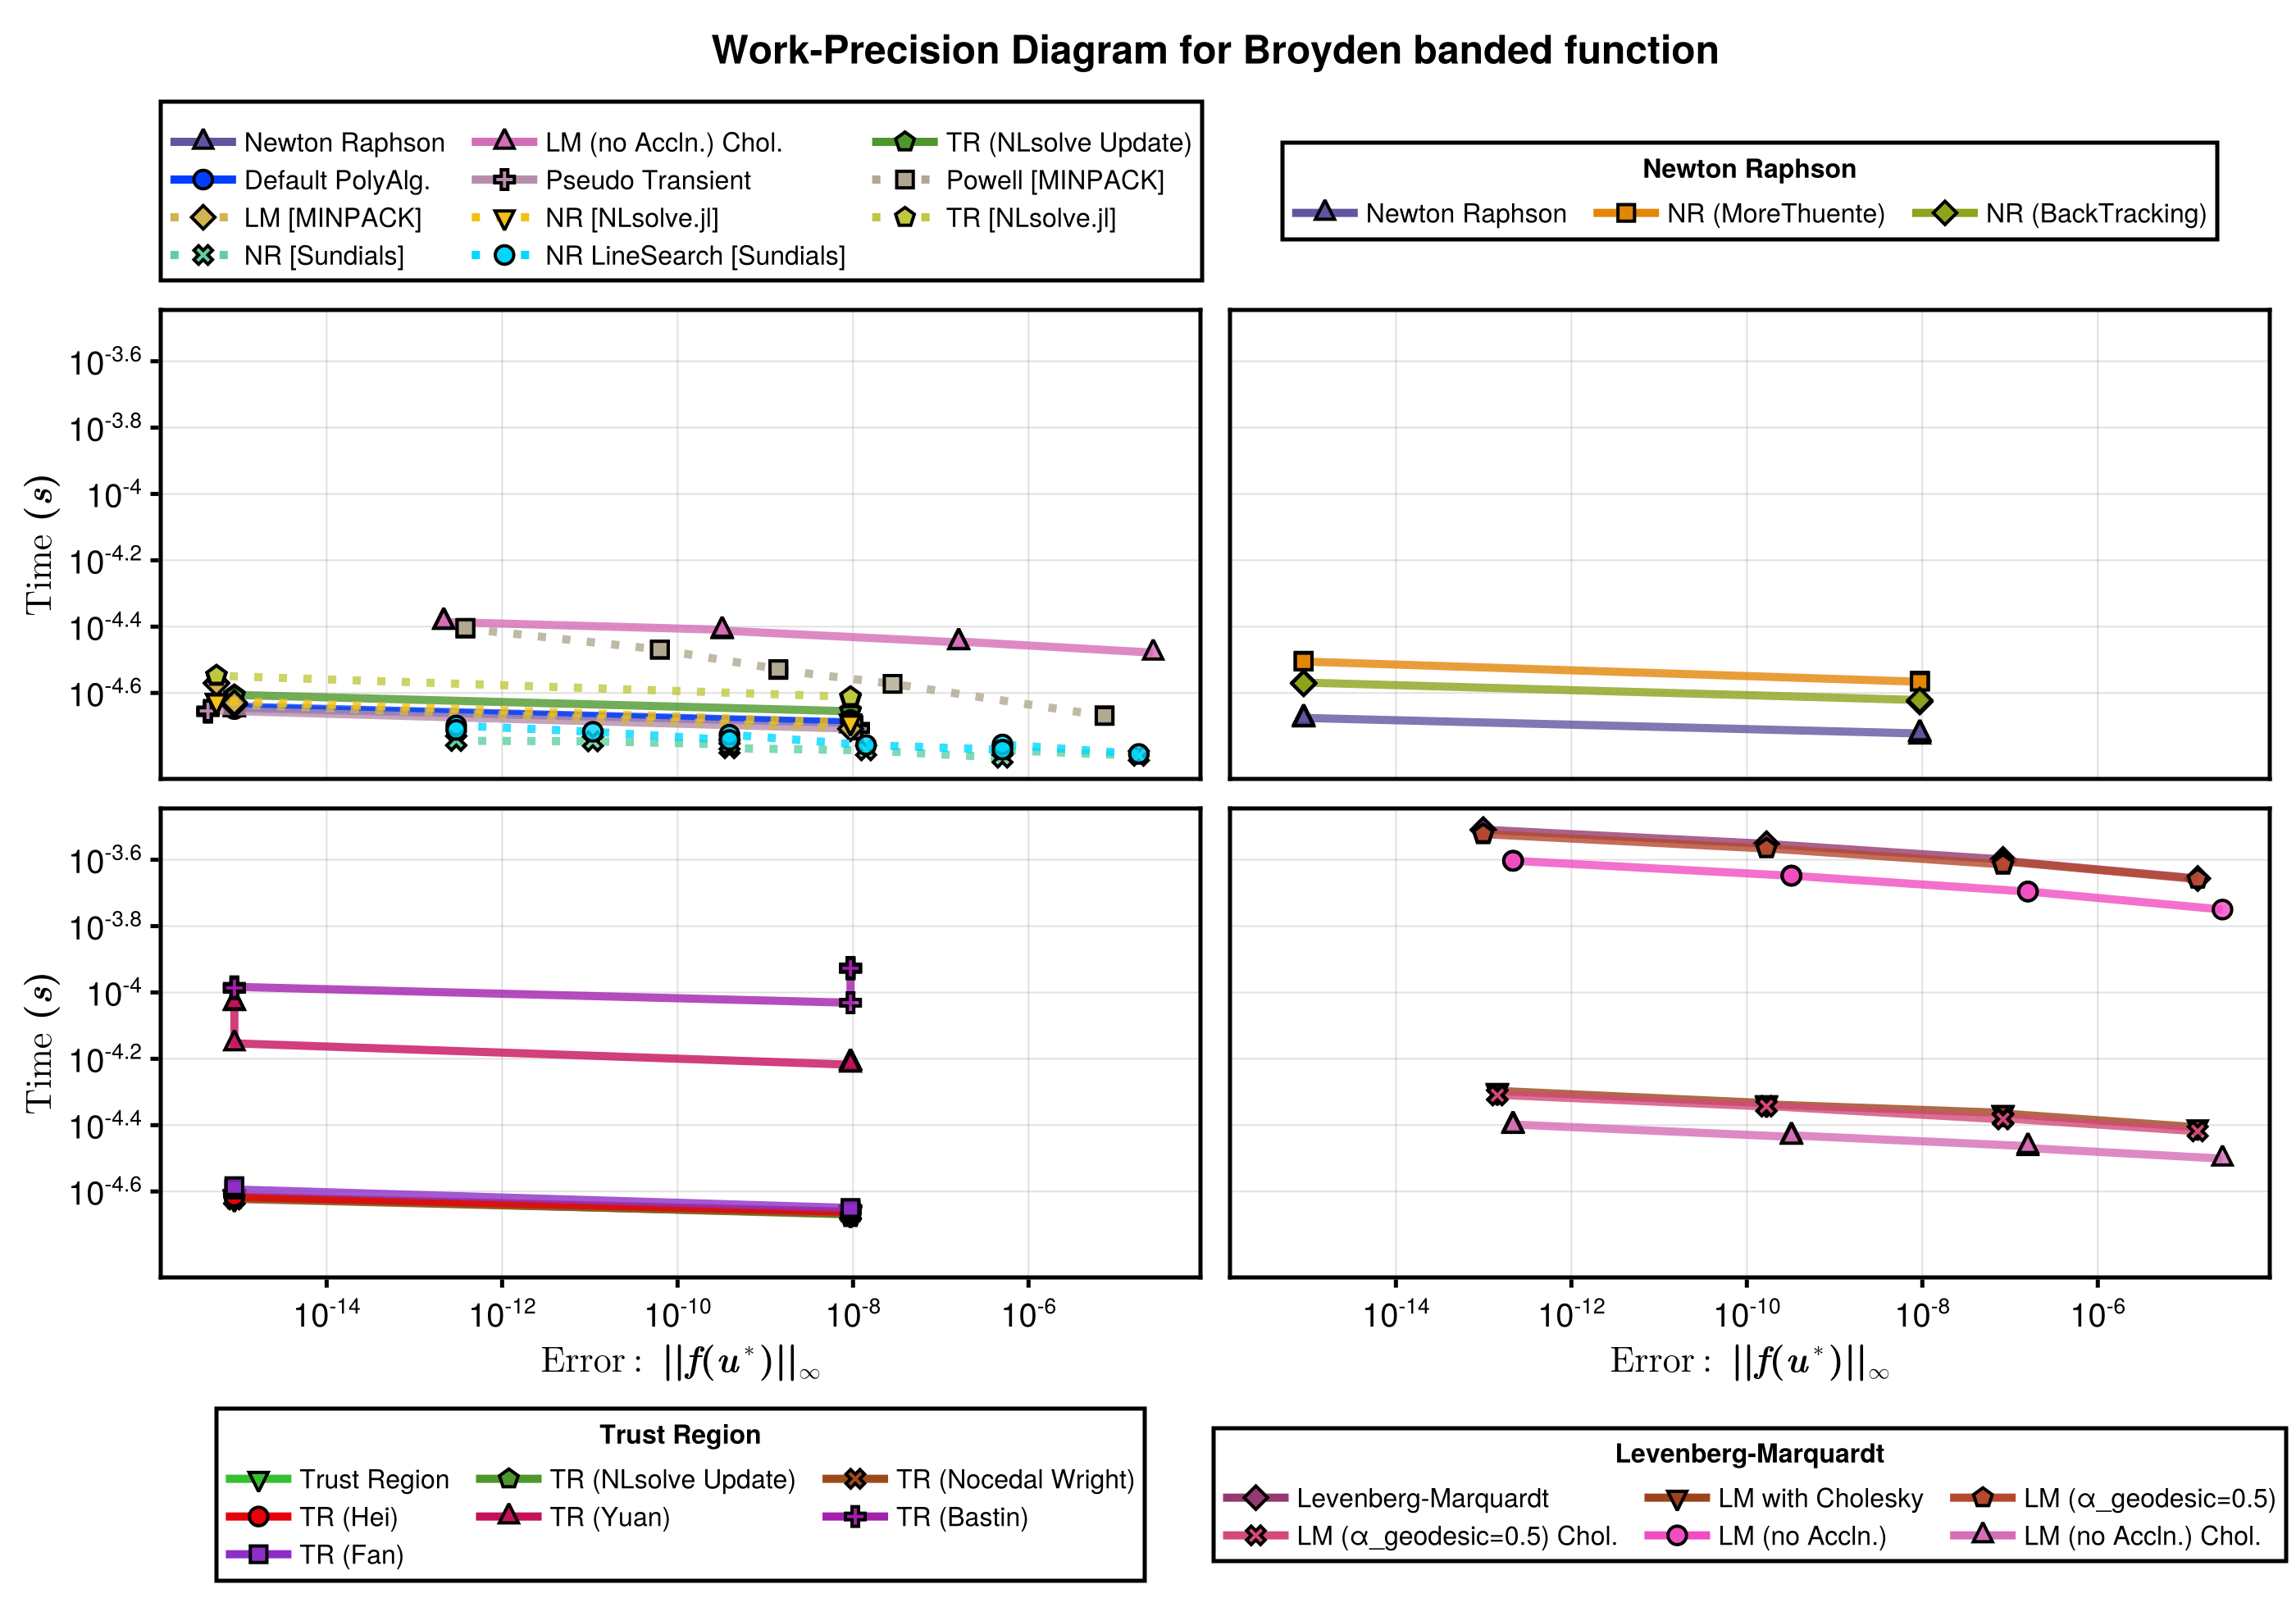 Work-Precision Diagram for Broyden banded function
Newton Raphson
LM (no Accln.) Chol.
TR (NLsolve Update)
Default PolyAlg.
Pseudo Transient
Powell [MINPACK]
LM [MINPACK]
NR [NLsolve.jl]
TR [NLsolve.jl]
NR [Sundials]
NR LineSearch [Sundials]
Newton Raphson
Newton Raphson
NR (MoreThuente)
NR (BackTracking)
Time (s)
10^-3.6
10^-3.8
10^-4
10^-4.2
10^-4.4
10^-4.6
Time (s)
10^-3.6
10^-3.8
10^-4
10^-4.2
10^-4.4
10^-4.6
10^-14
10^-12
10^-10
10^-8
10^-6
Error: ||f(u*)||∞
10^-14
10^-12
10^-10
10^-8
10^-6
Error: ||f(u*)||∞
Trust Region
Trust Region
TR (NLsolve Update)
TR (Nocedal Wright)
TR (Hei)
TR (Yuan)
TR (Bastin)
TR (Fan)
Levenberg-Marquardt
Levenberg-Marquardt
LM with Cholesky
LM (α_geodesic=0.5)
LM (α_geodesic=0.5) Chol.
LM (no Accln.)
LM (no Accln.) Chol.